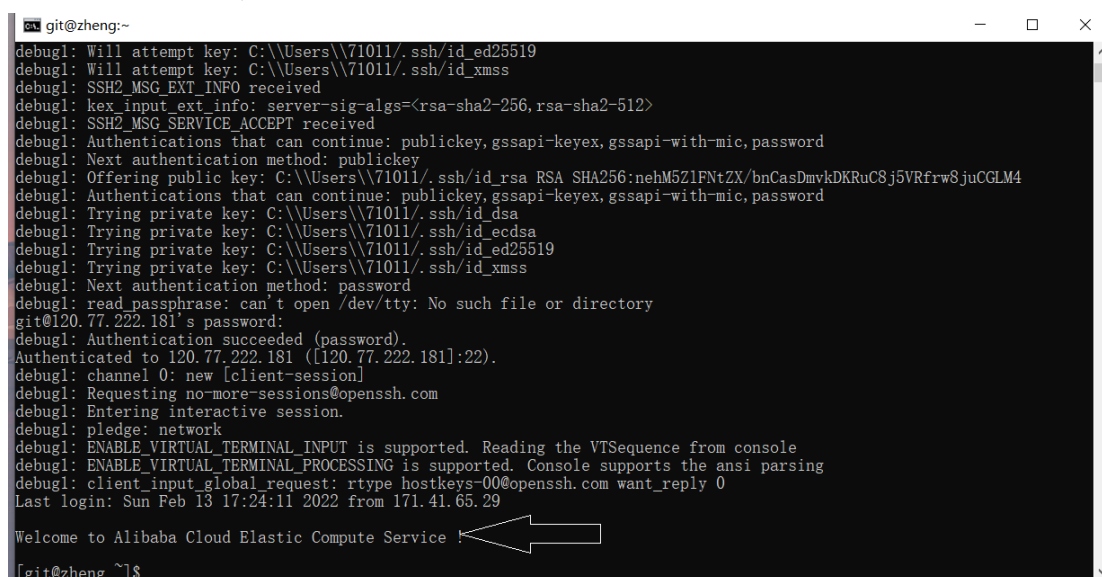 git@zheng:~
debug1: Will attempt key: C:\\Users\\71011/.ssh/id_ed25519
debug1: Will attempt key: C:\\Users\\71011/.ssh/id_xmss
debug1: SSH2_MSG_EXT_INFO received
debug1: kex_input_ext_info: server-sig-algs=<rsa-sha2-256,rsa-sha2-512>
debug1: SSH2_MSG_SERVICE_ACCEPT received
debug1: Authentications that can continue: publickey,gssapi-keyex,gssapi-with-mic,password
debug1: Next authentication method: publickey
debug1: Offering public key: C:\\Users\\71011/.ssh/id_rsa RSA SHA256:nehM5ZlFNtZX/bnCasDmvkDKRuC8j5VRfrw8juCGLM4
debug1: Authentications that can continue: publickey,gssapi-keyex,gssapi-with-mic,password
debug1: Trying private key: C:\\Users\\71011/.ssh/id_dsa
debug1: Trying private key: C:\\Users\\71011/.ssh/id_ecdsa
debug1: Trying private key: C:\\Users\\71011/.ssh/id_ed25519
debug1: Trying private key: C:\\Users\\71011/.ssh/id_xmss
debug1: Next authentication method: password
debug1: read_passphrase: can't open /dev/tty: No such file or directory
git@120.77.222.181's password:
debug1: Authentication succeeded (password).
Authenticated to 120.77.222.181 ([120.77.222.181]:22).
debug1: channel 0: new [client-session]
debug1: Requesting no-more-sessions@openssh.com
debug1: Entering interactive session.
debug1: pledge: network
debug1: ENABLE_VIRTUAL_TERMINAL_INPUT is supported. Reading the VTSequence from console
debug1: ENABLE_VIRTUAL_TERMINAL_PROCESSING is supported. Console supports the ansi parsing
debug1: client_input_global_request: rtype hostkeys-00@openssh.com want_reply 0
Last login: Sun Feb 13 17:24:11 2022 from 171.41.65.29
Welcome to Alibaba Cloud Elastic Compute Service !
[git@zheng ~]$